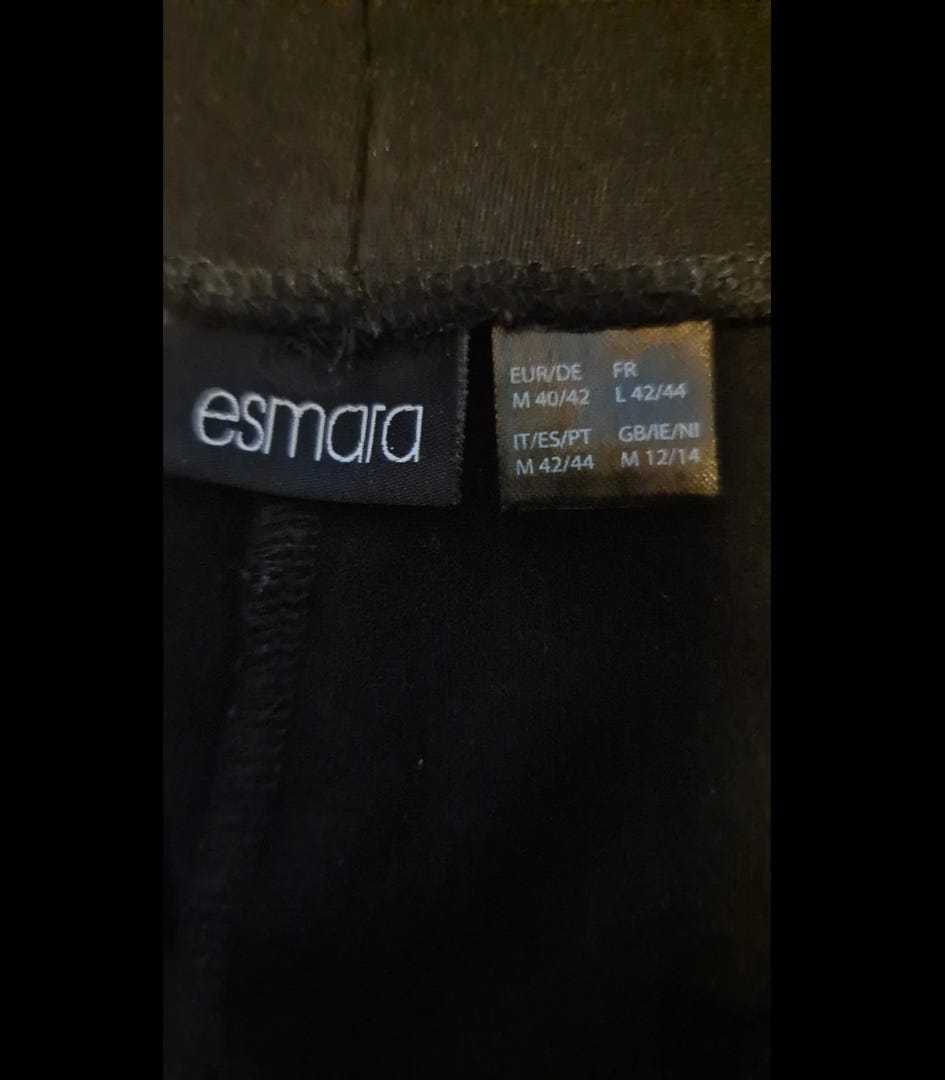 esmara
EUR/DE FR
M 40/42 L 42/44
IT/ES/PT GB/IE/NI
M 42/44 M 12/14